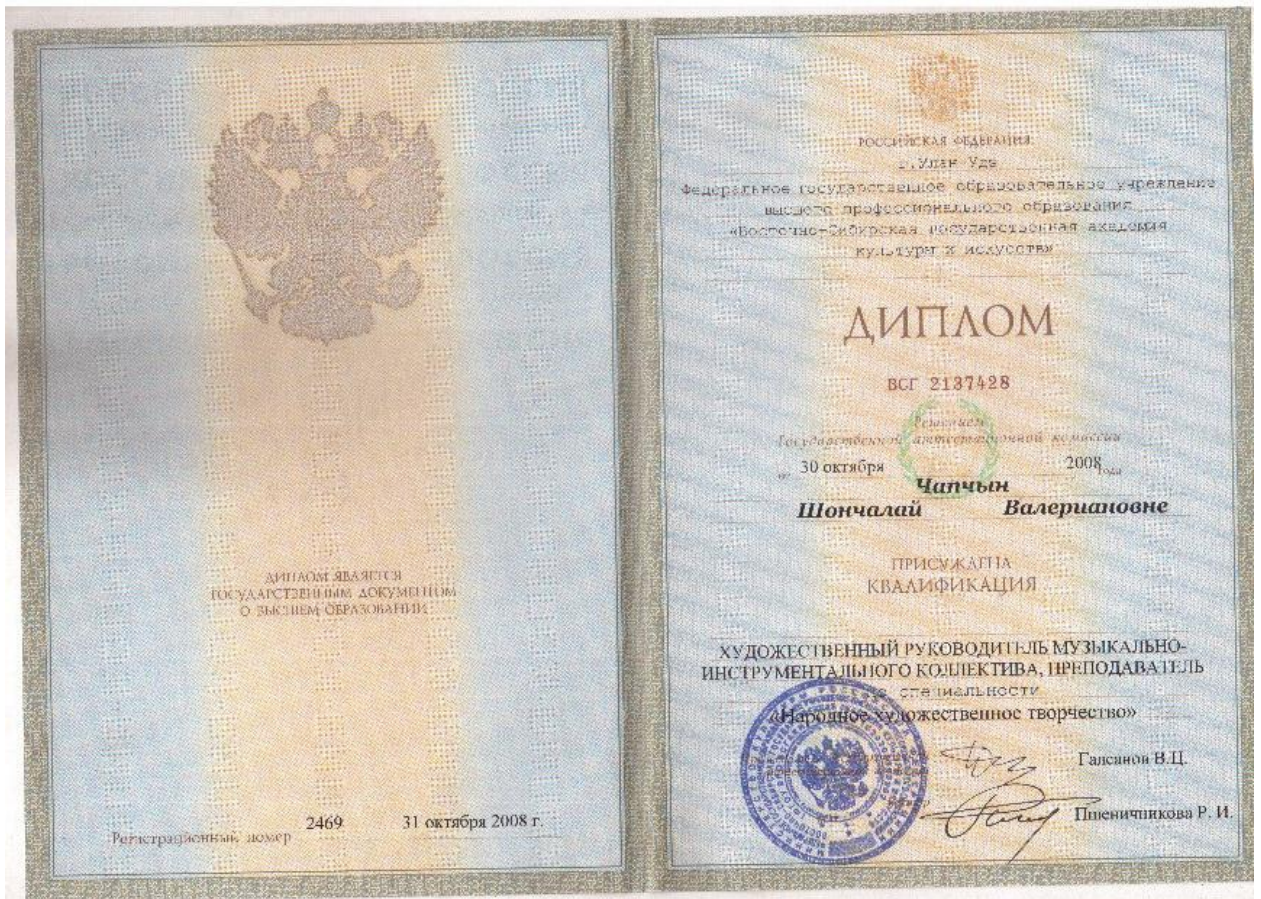 ДИПЛОМ ЯВЛЯЕТСЯ
ГОСУДАРСТВЕННЫМ ДОКУМЕНТОМ
О ВЫСШЕМ ОБРАЗОВАНИИ
Регистрационный номер 2469 31 октября 2008 г.
РОССИЙСКАЯ ФЕДЕРАЦИЯ
г.Улан Удэ
Федеральное государственное образовательное учреждение
высшего профессионального образования
«Восточно-Сибирская государственная академия
культуры и искусств»
ДИПЛОМ
ВСГ 2137428
Решением
Государственной аттестационной комиссии
от 30 октября 2008 года
Чапчын
Шончалай Валериановне
ПРИСУЖДЕНА
КВАЛИФИКАЦИЯ
ХУДОЖЕСТВЕННЫЙ РУКОВОДИТЕЛЬ МУЗЫКАЛЬНО-
ИНСТРУМЕНТАЛЬНОГО КОЛЛЕКТИВА, ПРЕПОДАВАТЕЛЬ
специальности
«Народное художественное творчество»
Галсанов В.Ц.
Пшеничникова Р. И.